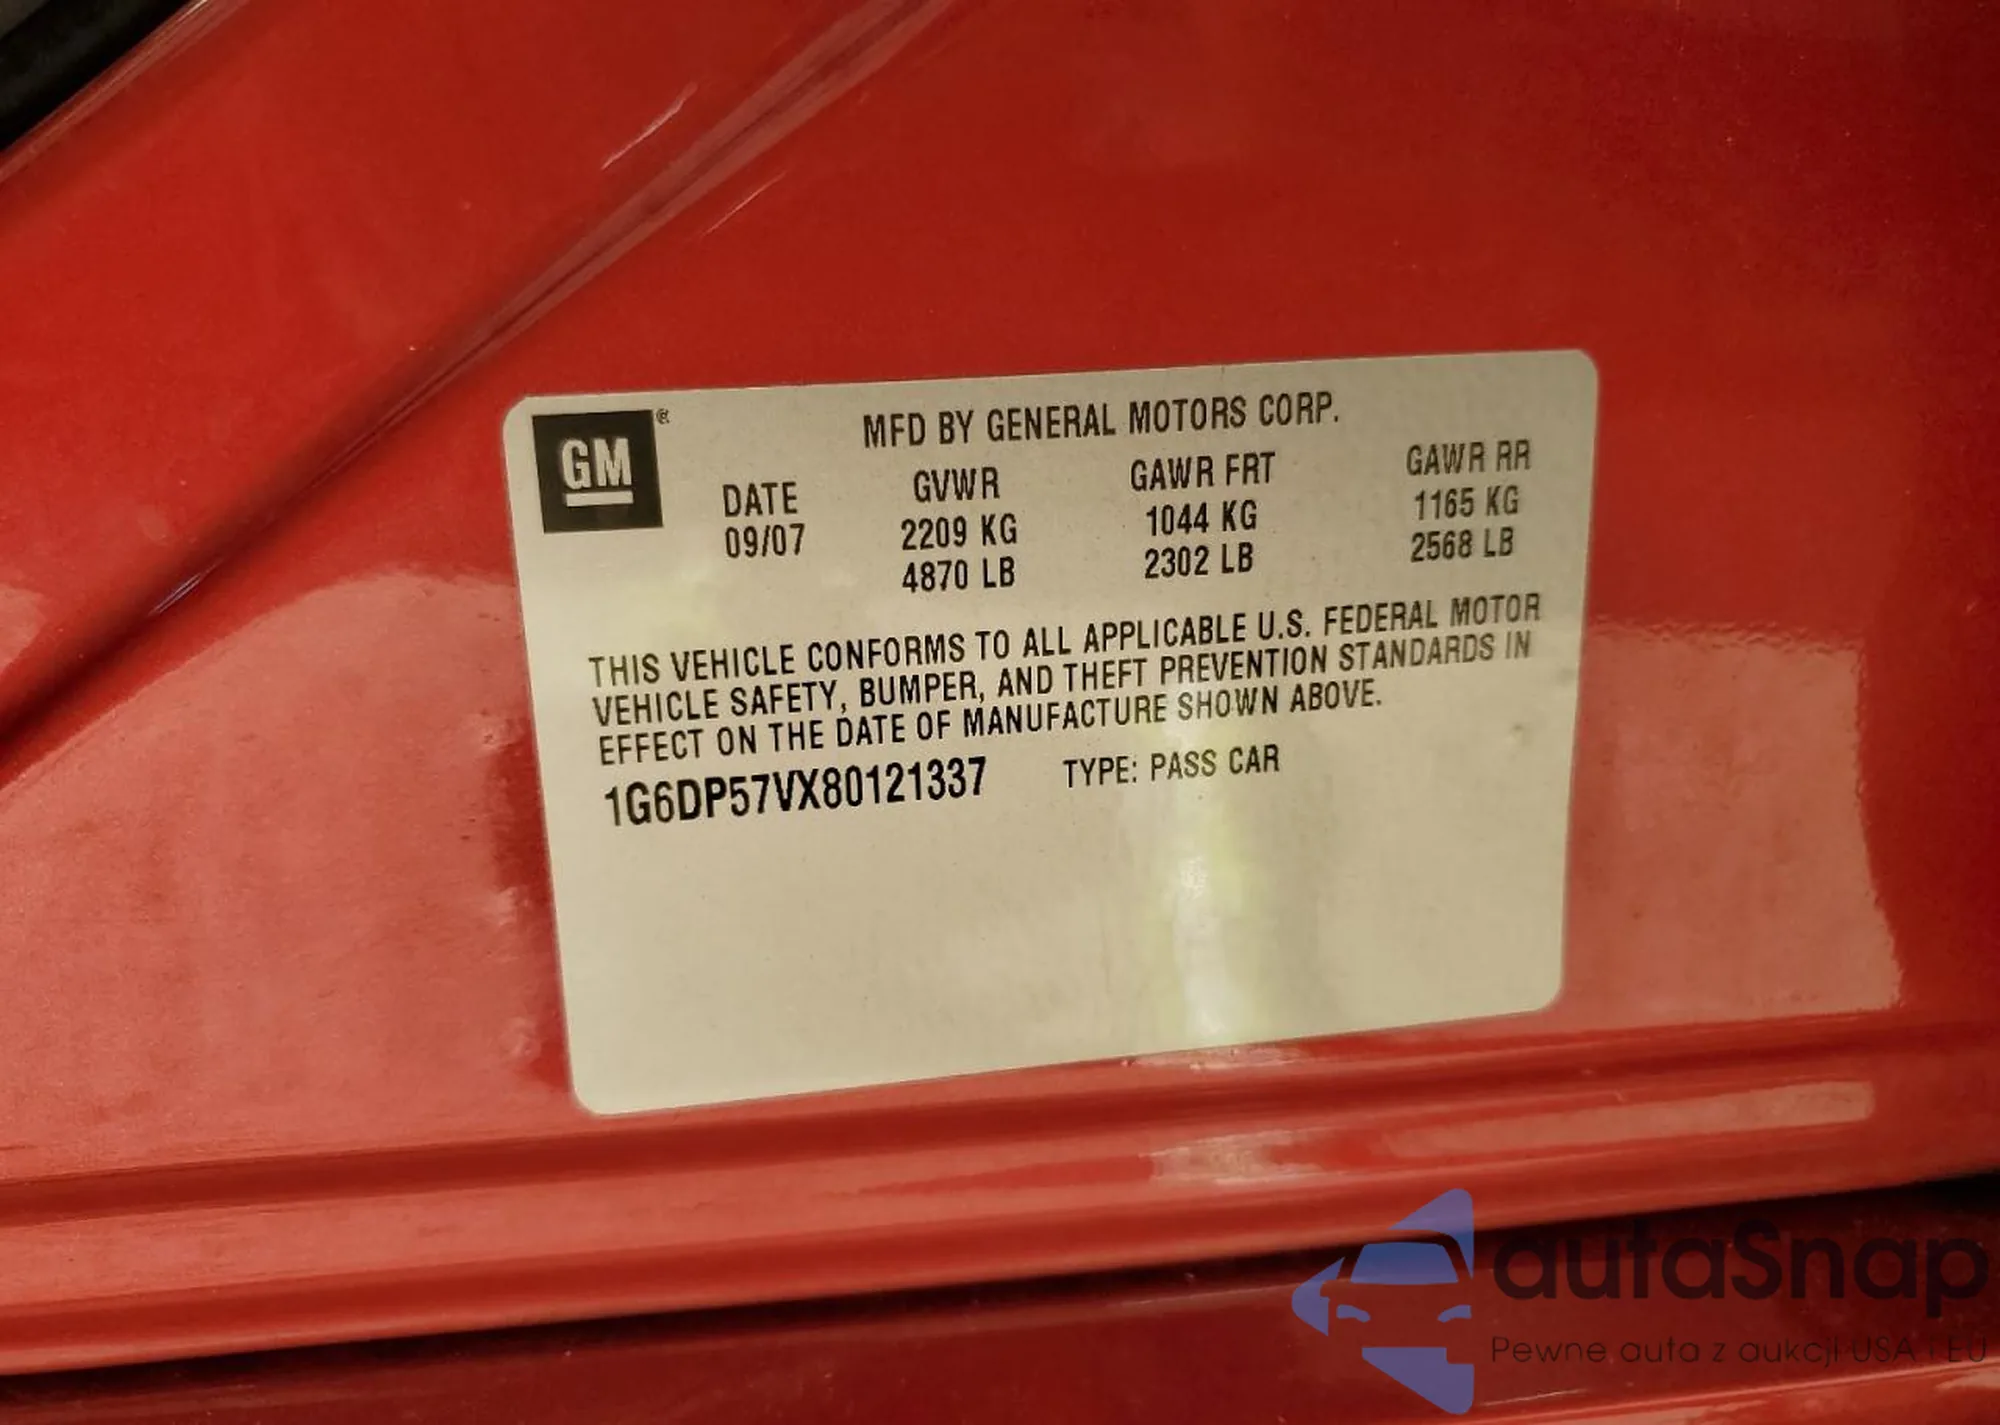 GM ®
MFD BY GENERAL MOTORS CORP.
DATE GVWR GAWR FRT GAWR RR
09/07 2209 KG 1044 KG 1165 KG
4870 LB 2302 LB 2568 LB
THIS VEHICLE CONFORMS TO ALL APPLICABLE U.S. FEDERAL MOTOR
VEHICLE SAFETY, BUMPER, AND THEFT PREVENTION STANDARDS IN
EFFECT ON THE DATE OF MANUFACTURE SHOWN ABOVE.
1G6DP57VX80121337 TYPE: PASS CAR
autaSnap
Pewne auta z aukcji USA i EU